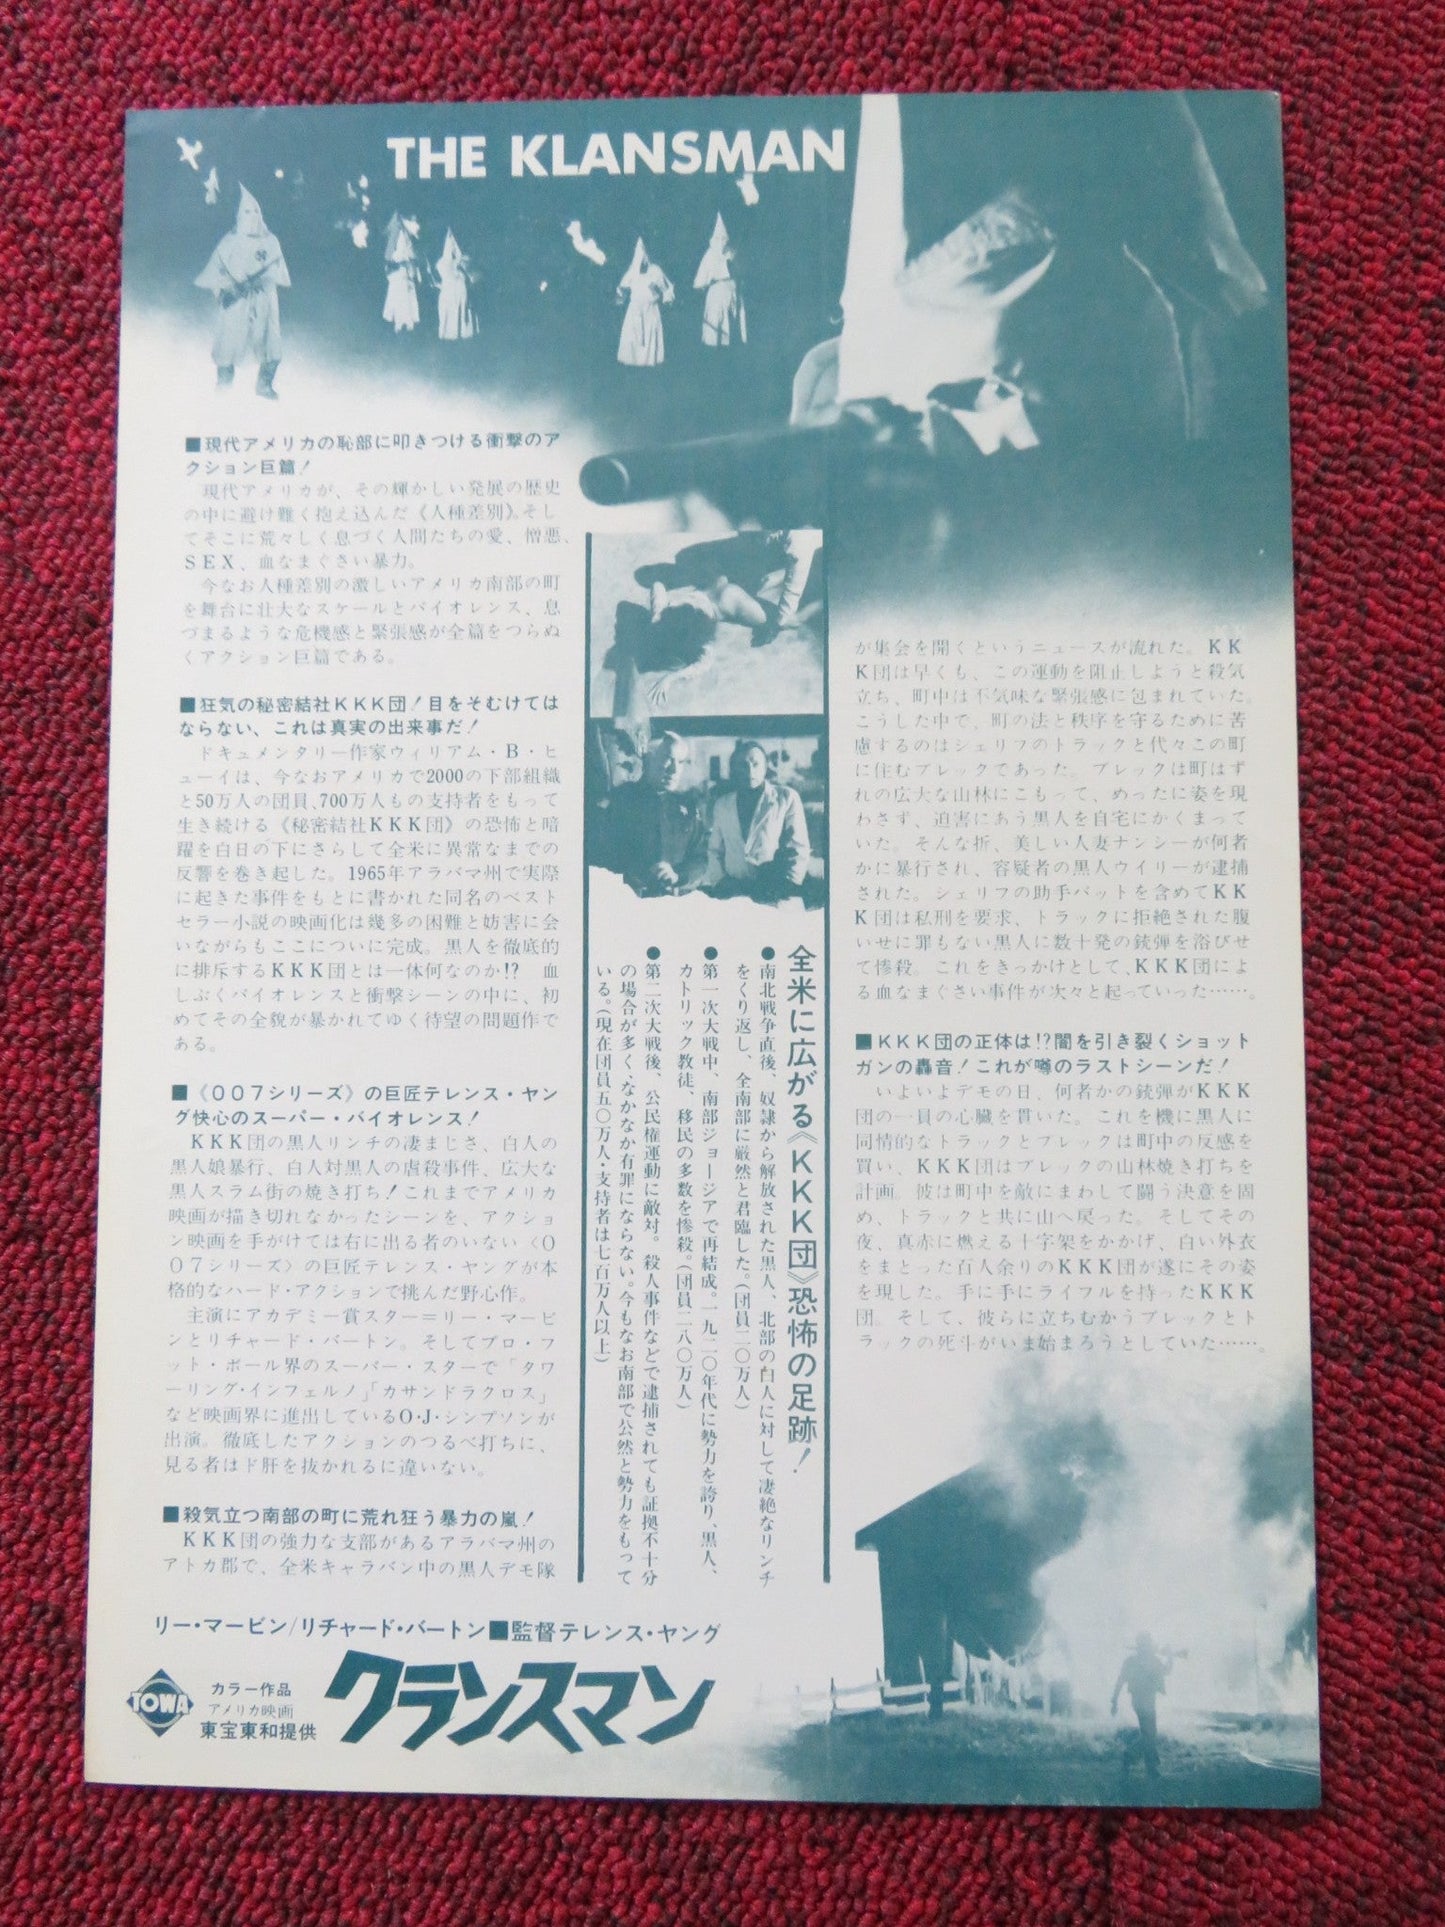 THE KLANSMAN
■現代アメリカの恥部に叩きつける衝撃のア
クション巨篇！
現代アメリカが、その輝かしい発展の歴史
の中に避け難く抱え込んだ《人種差別》。そし
てそこに荒々しく息づく人間たちの愛、憎悪、
SEX、血なまぐさい暴力。
今なお人種差別の激しいアメリカ南部の町
を舞台に壮大なスケールとバイオレンス、息
づまるような危機感と緊張感が全篇をつらぬ
くアクション巨篇である。
■狂気の秘密結社KKK団！目をそむけては
ならない、これは真実の出来事だ！
ドキュメンタリー作家ウィリアム・B・ヒ
ューイは、今なおアメリカで2000の下部組織
と50万人の団員、700万人もの支持者をもって
生き続ける《秘密結社KKK団》の恐怖と暗
躍を白日の下にさらして全米に異常なまでの
反響を巻き起した。1965年アラバマ州で実際
に起きた事件をもとに書かれた同名のベスト
セラー小説の映画化は幾多の困難と妨害に会
いながらもここについに完成。黒人を徹底的
に排斥するKKK団とは一体何なのか!? 血
しぶくバイオレンスと衝撃シーンの中に、初
めてその全貌が暴かれてゆく待望の問題作で
ある。
■《007シリーズ》の巨匠テレンス・ヤン
グ快心のスーパー・バイオレンス！
KKK団の黒人リンチの凄まじさ、白人の
黒人娘暴行、白人対黒人の虐殺事件、広大な
黒人スラム街の焼き打ち！これまでアメリカ
映画が描き切れなかったシーンを、アクショ
ン映画を手がけては右に出る者のいない〈0
07シリーズ〉の巨匠テレンス・ヤングが本
格的なハード・アクションで挑んだ野心作。
主演にアカデミー賞スター＝リー・マービ
ンとリチャード・バートン。そしてプロ・フ
ット・ボール界のスーパー・スターで「タワ
ーリング・インフェルノ」「カサンドラクロス」
など映画界に進出しているO・J・シンプソンが
出演。徹底したアクションのつるべ打ちに、
見る者はド肝を抜かれるに違いない。
■殺気立つ南部の町に荒れ狂う暴力の嵐！
KKK団の強力な支部があるアラバマ州の
アトカ郡で、全米キャラバン中の黒人デモ隊
全米に広がる《KKK団》恐怖の足跡！
●南北戦争直後、奴隷から解放された黒人、北部の白人に対して凄絶なリンチ
をくり返し、全南部に厳然と君臨した。（団員二〇万人）
●第一次大戦中、南部ジョージアで再結成。一九二〇年代に勢力を誇り、黒人、
カトリック教徒、移民の多数を惨殺。（団員二八〇万人）
●第二次大戦後、公民権運動に敵対。殺人事件などで逮捕されても証拠不十分
の場合が多く、なかなか有罪にならない。今もなお南部で公然と勢力をもって
いる。（現在団員五〇万人・支持者は七百万人以上）
が集会を開くというニュースが流れた。KK
K団は早くも、この運動を阻止しようと殺気
立ち、町中は不気味な緊張感に包まれていた。
こうした中で、町の法と秩序を守るために苦
慮するのはシェリフのトラックと代々この町
に住むブレックであった。ブレックは町はず
れの広大な山林にこもって、めったに姿を現
わさず、迫害にあう黒人を自宅にかくまって
いた。そんな折、美しい人妻ナンシーが何者
かに暴行され、容疑者の黒人ウイリーが逮捕
された。シェリフの助手バットを含めてKK
K団は私刑を要求、トラックに拒絶された腹
いせに罪もない黒人に数十発の銃弾を浴びせ
て惨殺。これをきっかけとして、KKK団によ
る血なまぐさい事件が次々と起っていった……。
■KKK団の正体は!?闇を引き裂くショット
ガンの轟音！これが噂のラストシーンだ！
いよいよデモの日、何者かの銃弾がKKK
団の一員の心臓を貫いた。これを機に黒人に
同情的なトラックとブレックは町中の反感を
買い、KKK団はブレックの山林焼き打ちを
計画。彼は町中を敵にまわして闘う決意を固
め、トラックと共に山へ戻った。そしてその
夜、真赤に燃える十字架をかかげ、白い外衣
をまとった百人余りのKKK団が遂にその姿
を現した。手に手にライフルを持ったKKK
団。そして、彼らに立ちむかうブレックとト
ラックの死斗がいま始まろうとしていた……。
リー・マービン/リチャード・バートン■監督テレンス・ヤング
TOWA
カラー作品
アメリカ映画
東宝東和提供
クランスマン